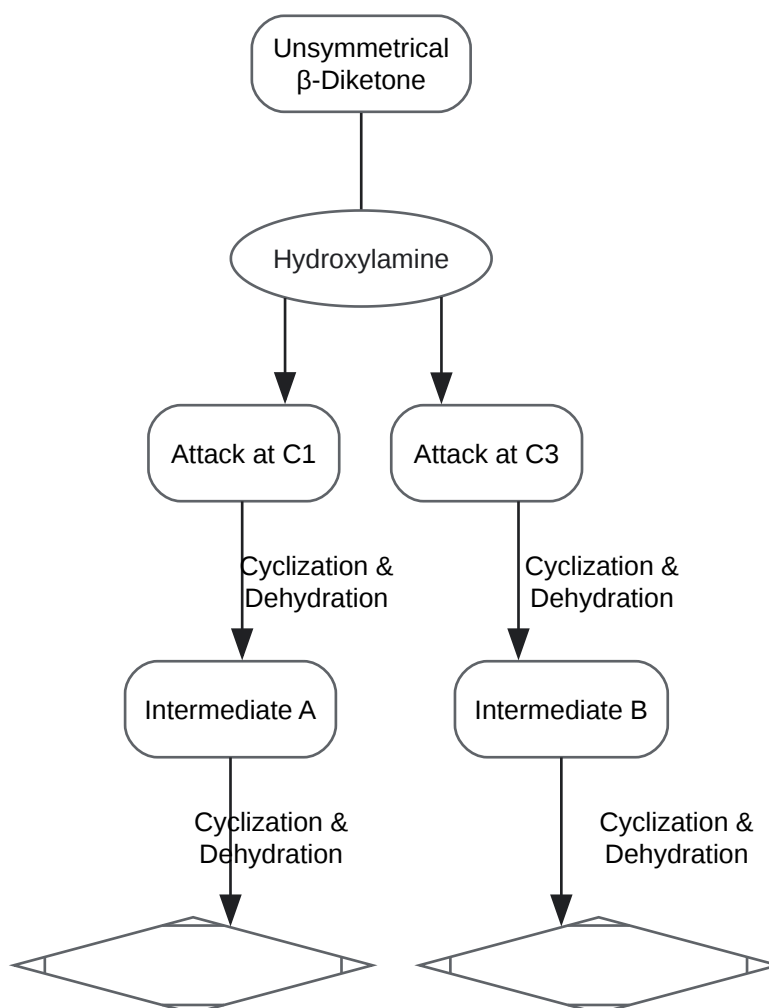 Unsymmetrical
β-Diketone
Hydroxylamine
Attack at C1
Attack at C3
Cyclization &
Dehydration
Cyclization &
Dehydration
Intermediate A
Intermediate B
Cyclization &
Dehydration
Cyclization &
Dehydration